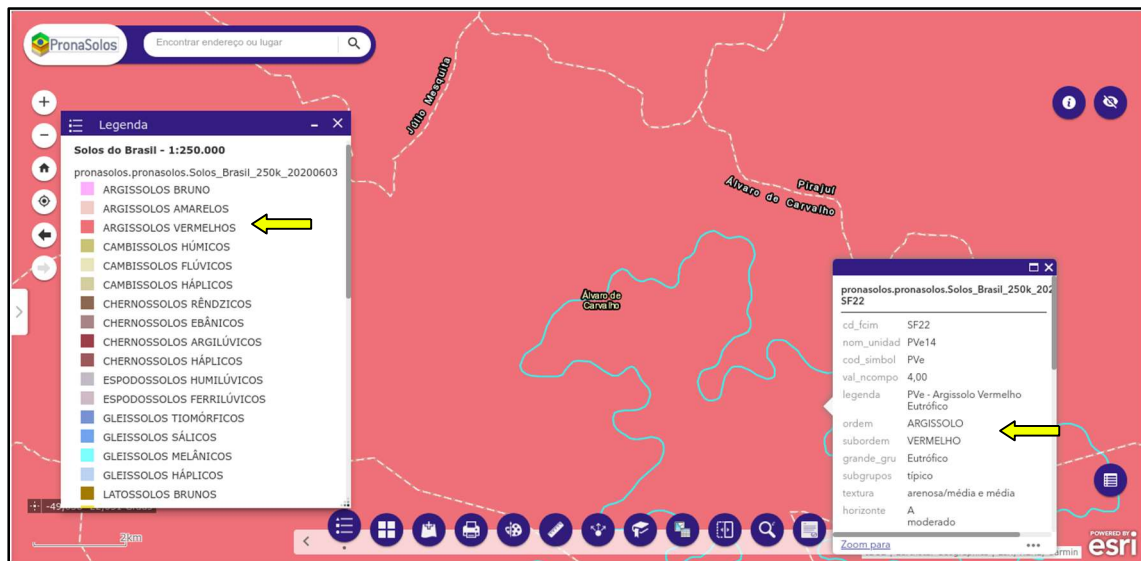 PronaSolos
Encontrar endereço ou lugar
Júlio Mesquita
Pirajuí
Álvaro de Carvalho
Álvaro de
Carvalho
Legenda
Solos do Brasil - 1:250.000
pronasolos.pronasolos.Solos_Brasil_250k_20200603
ARGISSOLOS BRUNO
ARGISSOLOS AMARELOS
ARGISSOLOS VERMELHOS
CAMBISSOLOS HÚMICOS
CAMBISSOLOS FLÚVICOS
CAMBISSOLOS HÁPLICOS
CHERNOSSOLOS RÊNDZICOS
CHERNOSSOLOS EBÂNICOS
CHERNOSSOLOS ARGILÚVICOS
CHERNOSSOLOS HÁPLICOS
ESPODOSSOLOS HUMILÚVICOS
ESPODOSSOLOS FERRILÚVICOS
GLEISSOLOS TIOMÓRFICOS
GLEISSOLOS SÁLICOS
GLEISSOLOS MELÂNICOS
GLEISSOLOS HÁPLICOS
LATOSSOLOS BRUNOS
2km
pronasolos.pronasolos.Solos_Brasil_250k_202
SF22
cd_fcim SF22
nom_unidad PVe14
cod_simbol PVe
val_ncompo 4,00
legenda PVe - Argissolo Vermelho
Eutrófico
ordem ARGISSOLO
subordem VERMELHO
grande_gru Eutrófico
subgrupos típico
textura arenosa/média e média
horizonte A
moderado
Zoom para
POWERED BY
esri